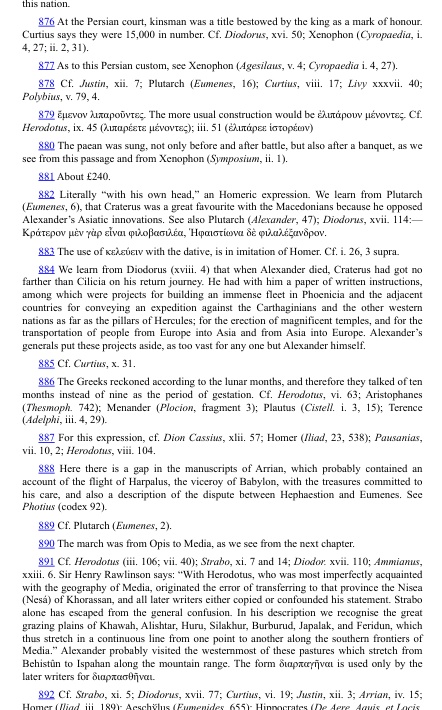 this nation.
876 At the Persian court, kinsman was a title bestowed by the king as a mark of honour.
Curtius says they were 15,000 in number. Cf. Diodorus, xvi. 50; Xenophon (Cyropaedia, i.
4, 27; ii. 2, 31).
877 As to this Persian custom, see Xenophon (Agesilaus, v. 4; Cyropaedia i. 4, 27).
878 Cf. Justin, xii. 7; Plutarch (Eumenes, 16); Curtius, viii. 17; Livy xxxvii. 40;
Polybius, v. 79, 4.
879 ἔμενον λιπαροῦντες. The more usual construction would be ἐλιπάρουν μένοντες. Cf.
Herodotus, ix. 45 (λιπαρέετε μένοντες); iii. 51 (ἐλιπάρεε ἱστορέων)
880 The paean was sung, not only before and after battle, but also after a banquet, as we
see from this passage and from Xenophon (Symposium, ii. 1).
881 About £240.
882 Literally “with his own head,” an Homeric expression. We learn from Plutarch
(Eumenes, 6), that Craterus was a great favourite with the Macedonians because he opposed
Alexander’s Asiatic innovations. See also Plutarch (Alexander, 47); Diodorus, xvii. 114:—
Κράτερον μὲν γὰρ εἶναι φιλοβασιλέα, Ἡφαιστίωνα δὲ φιλαλέξανδρον.
883 The use of κελεύειν with the dative, is in imitation of Homer. Cf. i. 26, 3 supra.
884 We learn from Diodorus (xviii. 4) that when Alexander died, Craterus had got no
farther than Cilicia on his return journey. He had with him a paper of written instructions,
among which were projects for building an immense fleet in Phoenicia and the adjacent
countries for conveying an expedition against the Carthaginians and the other western
nations as far as the pillars of Hercules; for the erection of magnificent temples, and for the
transportation of people from Europe into Asia and from Asia into Europe. Alexander’s
generals put these projects aside, as too vast for any one but Alexander himself.
885 Cf. Curtius, x. 31.
886 The Greeks reckoned according to the lunar months, and therefore they talked of ten
months instead of nine as the period of gestation. Cf. Herodotus, vi. 63; Aristophanes
(Thesmoph. 742); Menander (Plocion, fragment 3); Plautus (Cistell. i. 3, 15); Terence
(Adelphi, iii. 4, 29).
887 For this expression, cf. Dion Cassius, xlii. 57; Homer (Iliad, 23, 538); Pausanias,
vii. 10, 2; Herodotus, viii. 104.
888 Here there is a gap in the manuscripts of Arrian, which probably contained an
account of the flight of Harpalus, the viceroy of Babylon, with the treasures committed to
his care, and also a description of the dispute between Hephaestion and Eumenes. See
Photius (codex 92).
889 Cf. Plutarch (Eumenes, 2).
890 The march was from Opis to Media, as we see from the next chapter.
891 Cf. Herodotus (iii. 106; vii. 40); Strabo, xi. 7 and 14; Diodor. xvii. 110; Ammianus,
xxiii. 6. Sir Henry Rawlinson says: “With Herodotus, who was most imperfectly acquainted
with the geography of Media, originated the error of transferring to that province the Nisea
(Nesá) of Khorassan, and all later writers either copied or confounded his statement. Strabo
alone has escaped from the general confusion. In his description we recognise the great
grazing plains of Khawah, Alishtar, Huru, Silakhur, Burburud, Japalak, and Feridun, which
thus stretch in a continuous line from one point to another along the southern frontiers of
Media.” Alexander probably visited the westernmost of these pastures which stretch from
Behistûn to Ispahan along the mountain range. The form διαρπαγῆναι is used only by the
later writers for διαρπασθῆναι.
892 Cf. Strabo, xi. 5; Diodorus, xvii. 77; Curtius, vi. 19; Justin, xii. 3; Arrian, iv. 15;
Homer (Iliad, iii. 189); Aeschўlus (Eumenides, 655); Hippocrates (De Aere, Aquis, et Locis,